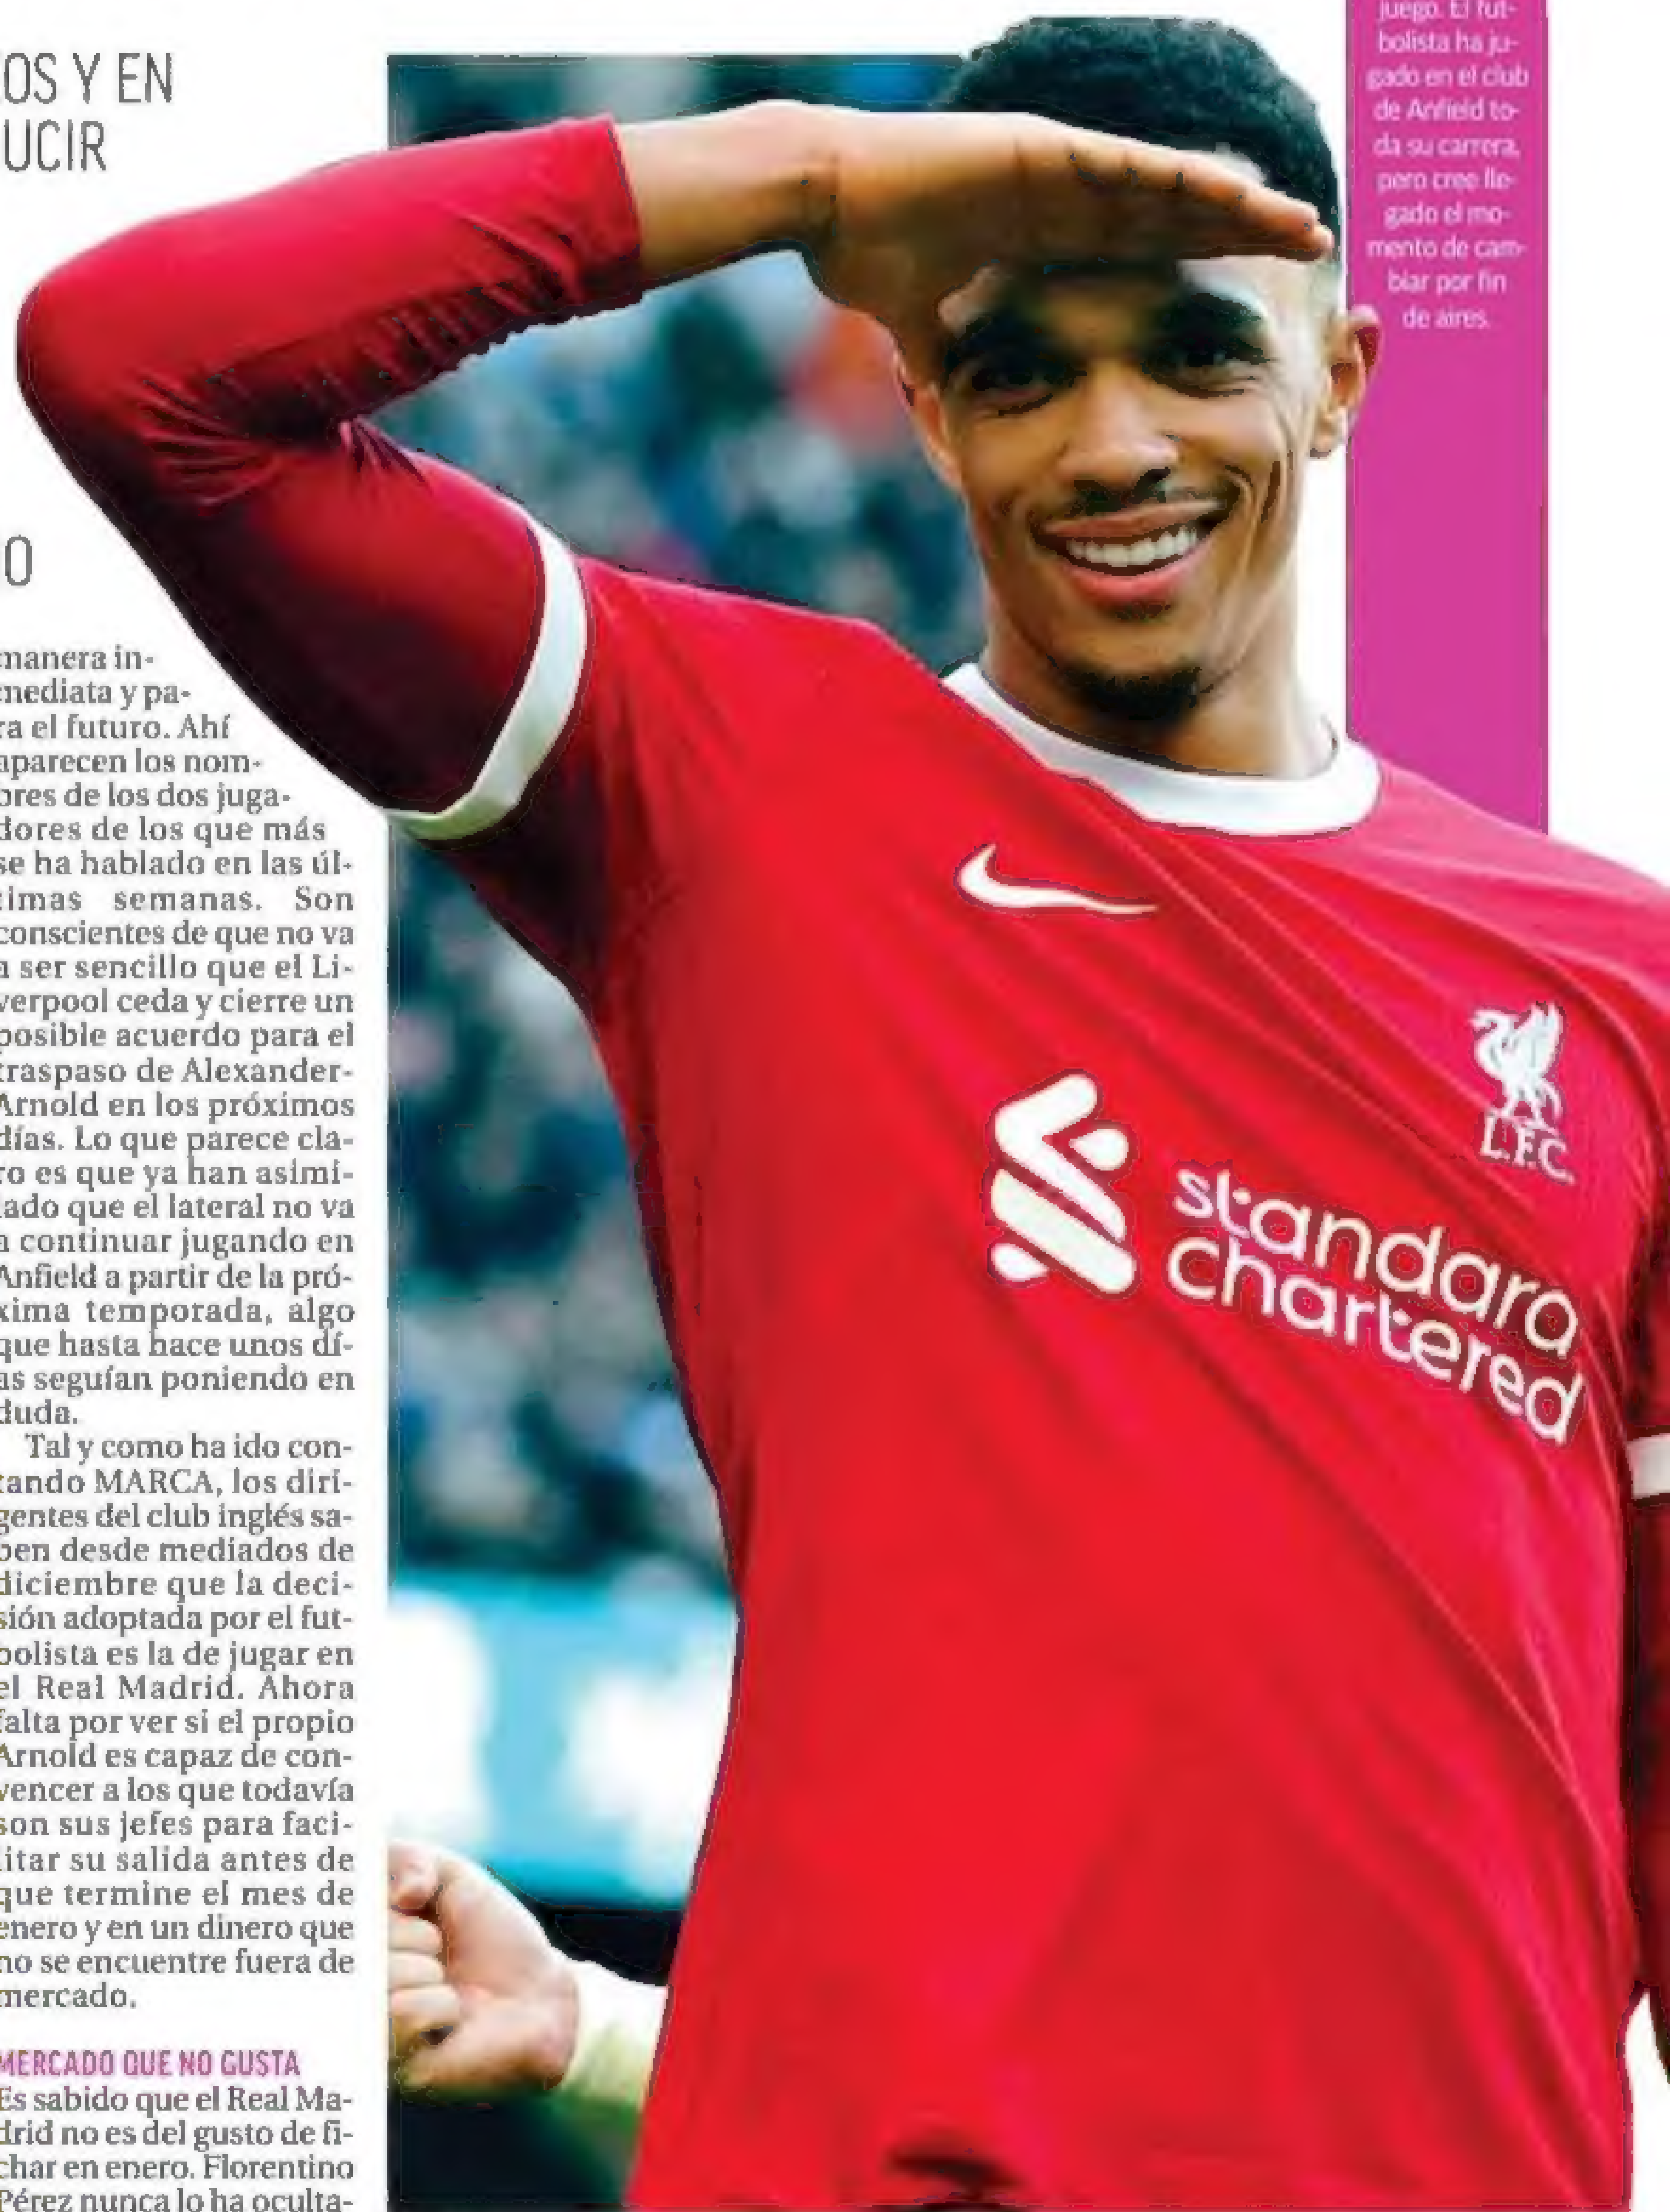 OS Y EN
UCIR
O
manera in-
mediata y pa-
ra el futuro. Ahí
aparecen los nom-
bres de los dos juga-
dores de los que más
se ha hablado en las úl-
timas semanas. Son
conscientes de que no va
a ser sencillo que el Li-
verpool ceda y cierre un
posible acuerdo para el
traspaso de Alexander-
Arnold en los próximos
días. Lo que parece cla-
ro es que ya han asimi-
lado que el lateral no va
a continuar jugando en
Anfield a partir de la pró-
xima temporada, algo
que hasta hace unos dí-
as seguían poniendo en
duda.
Tal y como ha ido con-
tando MARCA, los diri-
gentes del club inglés sa-
ben desde mediados de
diciembre que la deci-
sión adoptada por el fut-
bolista es la de jugar en
el Real Madrid. Ahora
falta por ver si el propio
Arnold es capaz de con-
vencer a los que todavía
son sus jefes para faci-
litar su salida antes de
que termine el mes de
enero y en un dinero que
no se encuentre fuera de
mercado.
MERCADO QUE NO GUSTA
Es sabido que el Real Ma-
drid no es del gusto de fi-
char en enero. Florentino
Pérez nunca lo ha oculta-
juego. El fut-
bolista ha ju-
gado en el club
de Anfield to-
da su carrera,
pero cree lle-
gado el mo-
mento de cam-
biar por fin
de aires.
L.F.C.
standard
chartered